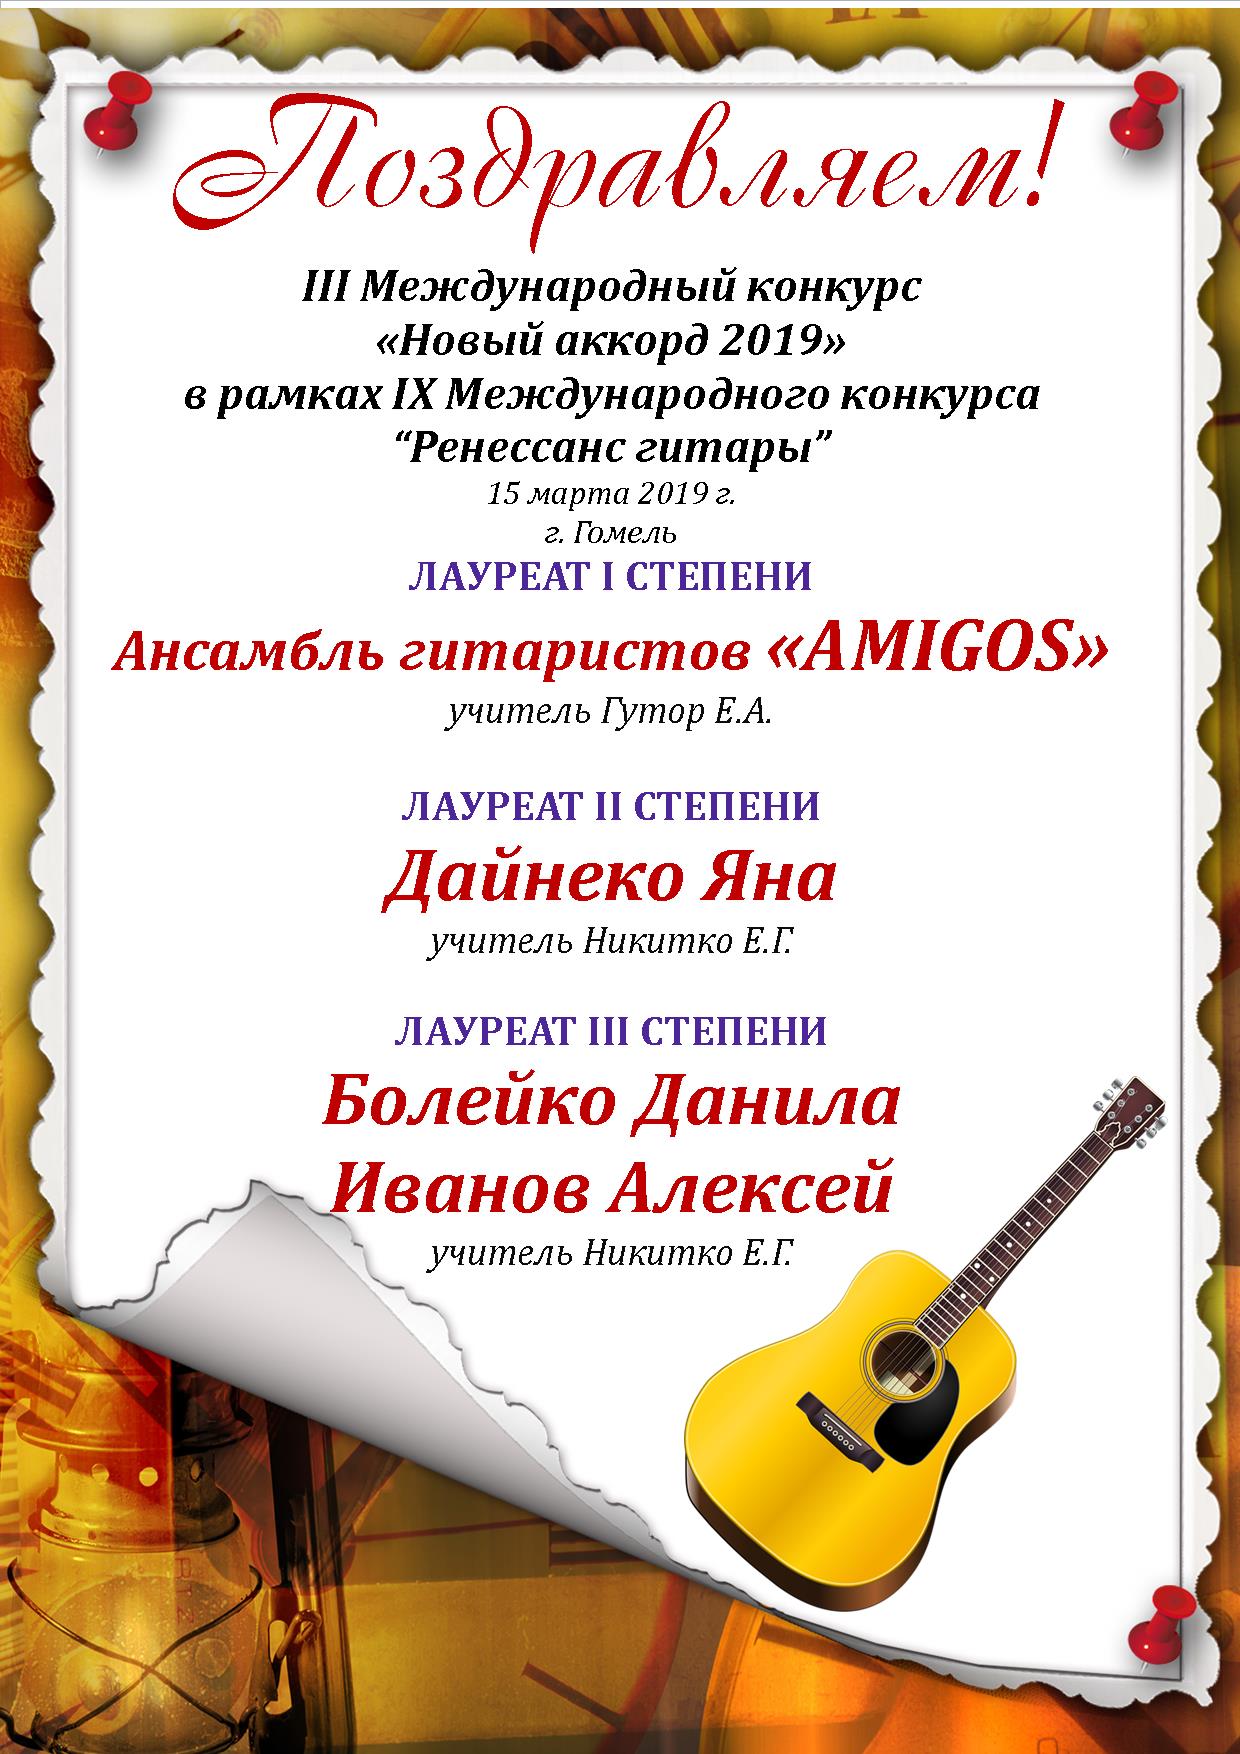 Поздравляем!
III Международный конкурс
«Новый аккорд 2019»
в рамках IX Международного конкурса
“Ренессанс гитары”
15 марта 2019 г.
г. Гомель
ЛАУРЕАТ I СТЕПЕНИ
Ансамбль гитаристов «AMIGOS»
учитель Гутор Е.А.
ЛАУРЕАТ II СТЕПЕНИ
Дайнеко Яна
учитель Никитко Е.Г.
ЛАУРЕАТ III СТЕПЕНИ
Болейко Данила
Иванов Алексей
учитель Никитко Е.Г.